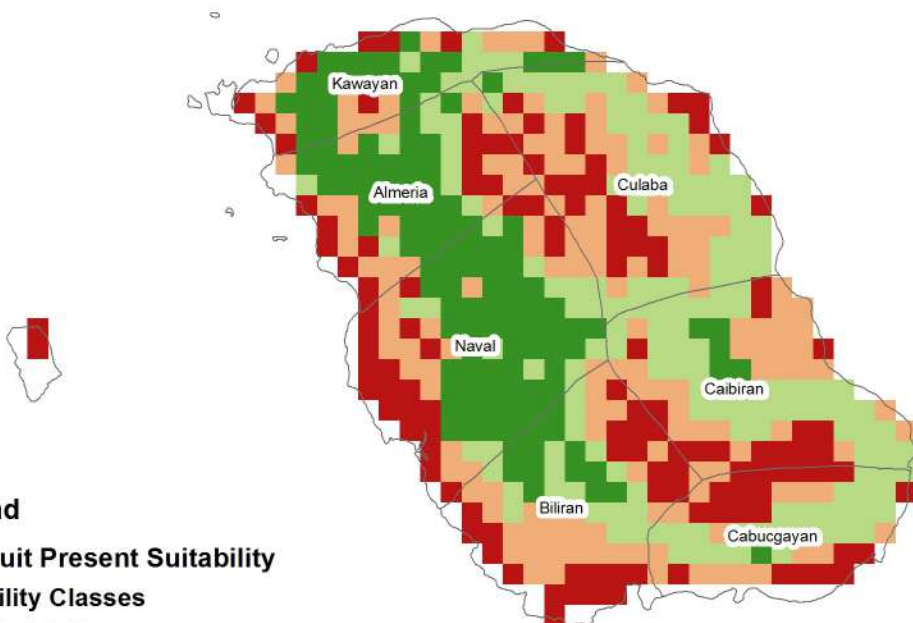 Kawayan
Almeria
Culaba
Naval
Caibiran
Biliran
Cabucgayan
nd
uit Present Suitability
ility Classes